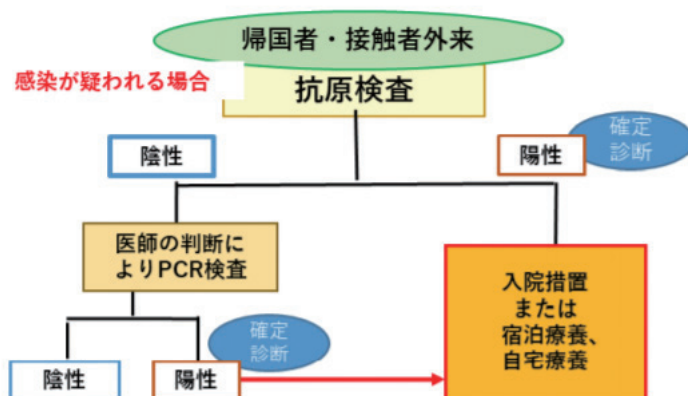 帰国者・接触者外来
感染が疑われる場合
抗原検査
陰性
陽性
確定
診断
医師の判断に
よりPCR検査
入院措置
または
宿泊療養、
自宅療養
確定
診断
陰性
陽性